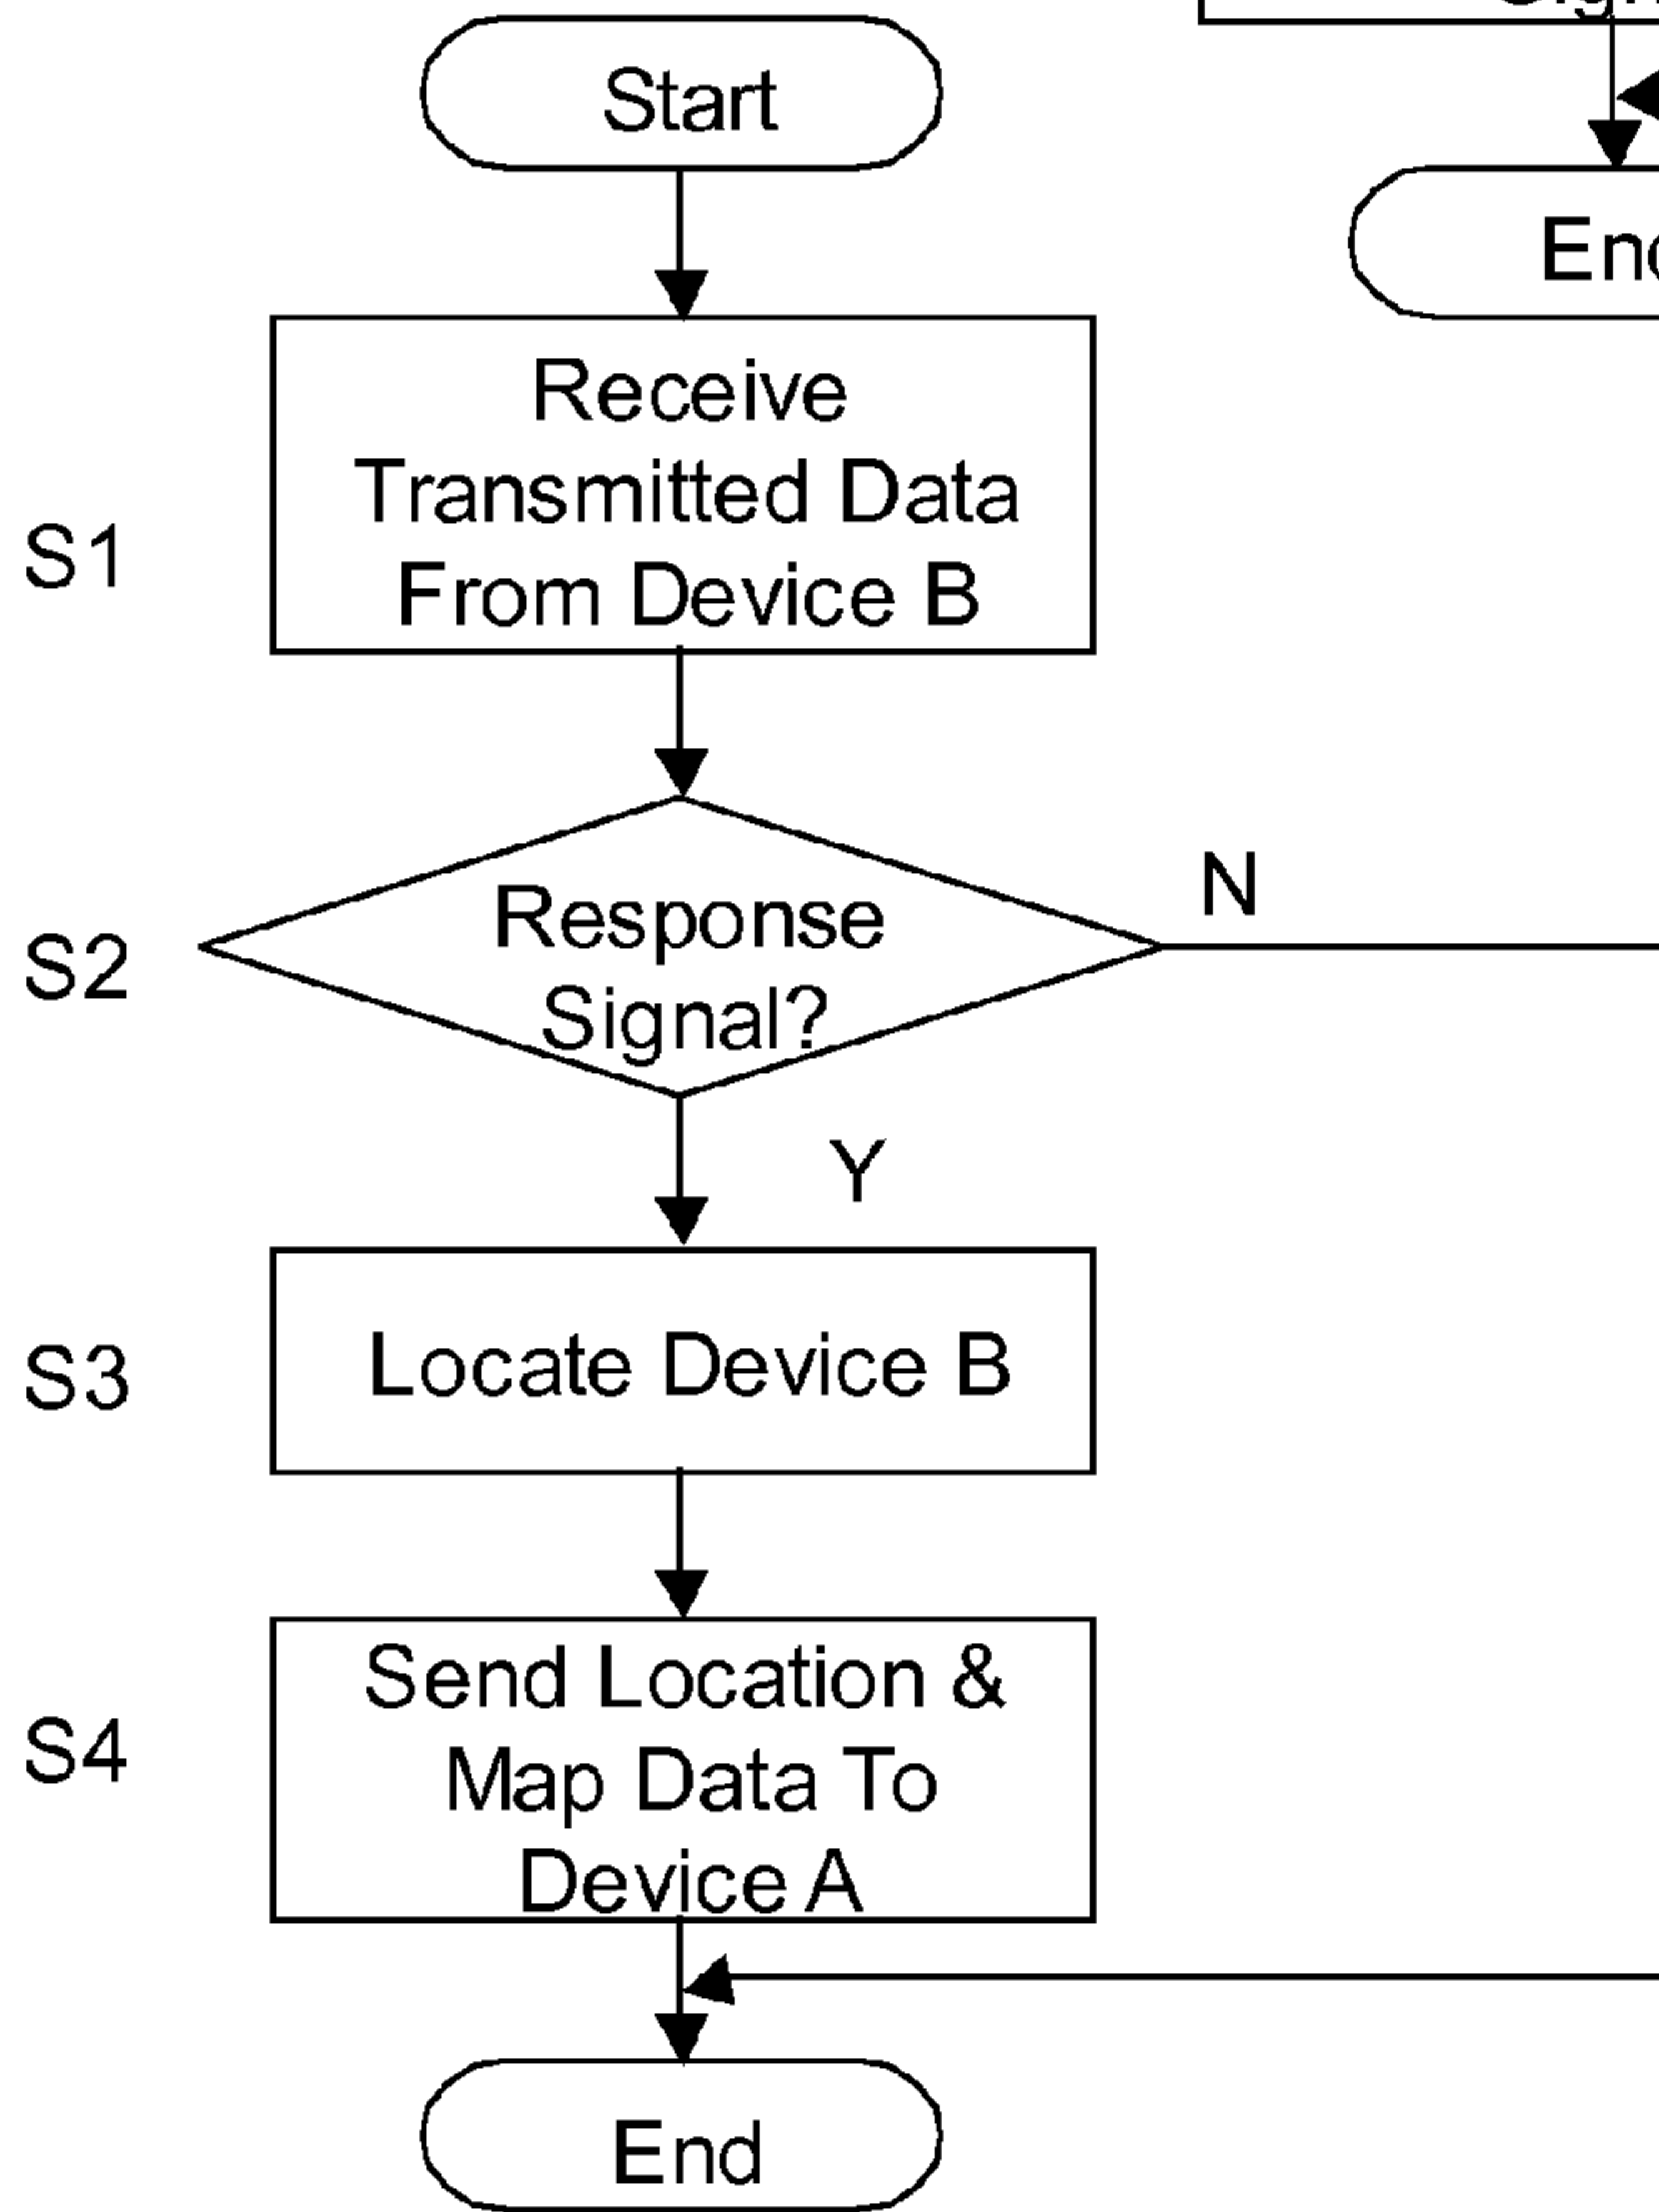 Start
Receive
Transmitted Data
From Device B
S1
Response
Signal?
S2
N
Y
Locate Device B
S3
Send Location &
Map Data To
Device A
S4
End